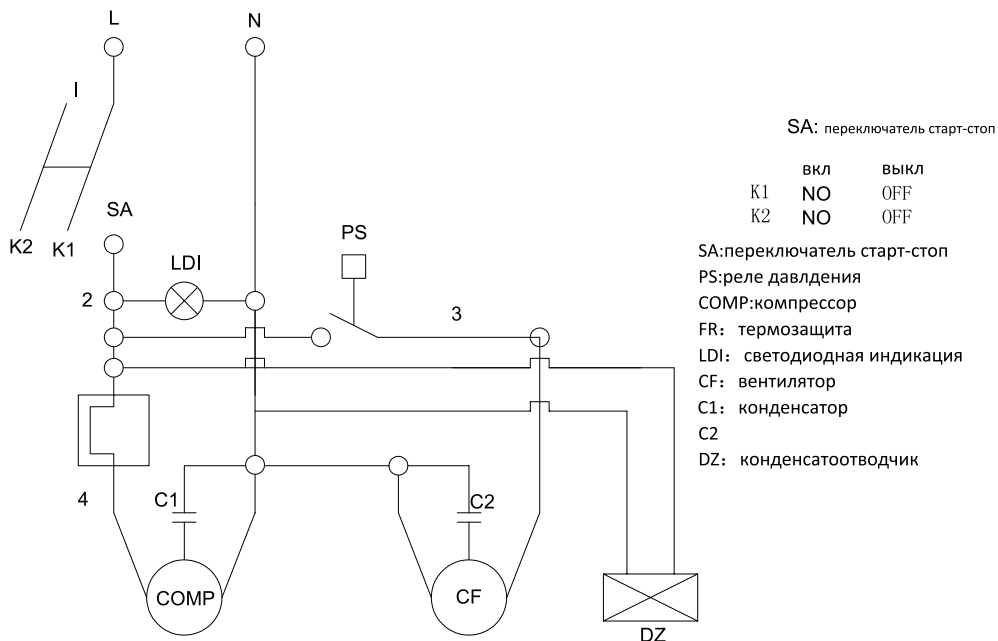 L
N
I
SA: переключатель старт-стоп
вкл выкл
K1 NO OFF
K2 NO OFF
SA
K2
K1
PS
LDI
2
3
SA:переключатель старт-стоп
PS:реле давлдения
COMP:компрессор
FR: термозащита
LDI: светодиодная индикация
CF: вентилятор
C1: конденсатор
C2
DZ: конденсатоотводчик
4
C1
C2
COMP
CF
DZ